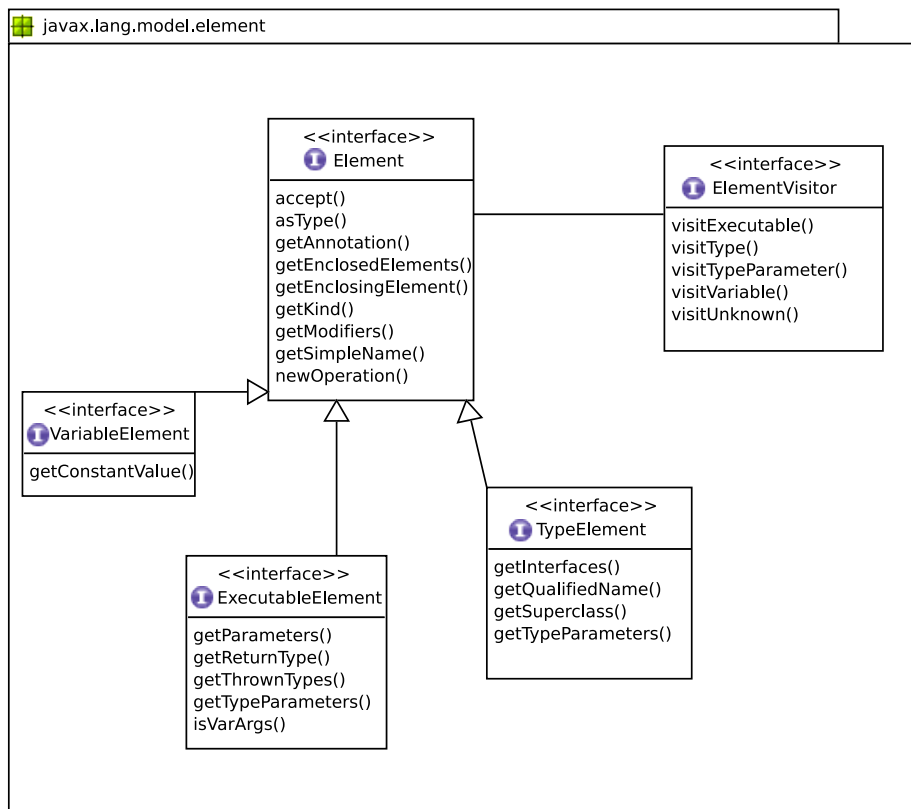 javax.lang.model.element
<<interface>>
Element
accept()
asType()
getAnnotation()
getEnclosedElements()
getEnclosingElement()
getKind()
getModifiers()
getSimpleName()
newOperation()
<<interface>>
ElementVisitor
visitExecutable()
visitType()
visitTypeParameter()
visitVariable()
visitUnknown()
<<interface>>
VariableElement
getConstantValue()
<<interface>>
TypeElement
getInterfaces()
getQualifiedName()
getSuperclass()
getTypeParameters()
<<interface>>
ExecutableElement
getParameters()
getReturnType()
getThrownTypes()
getTypeParameters()
isVarArgs()